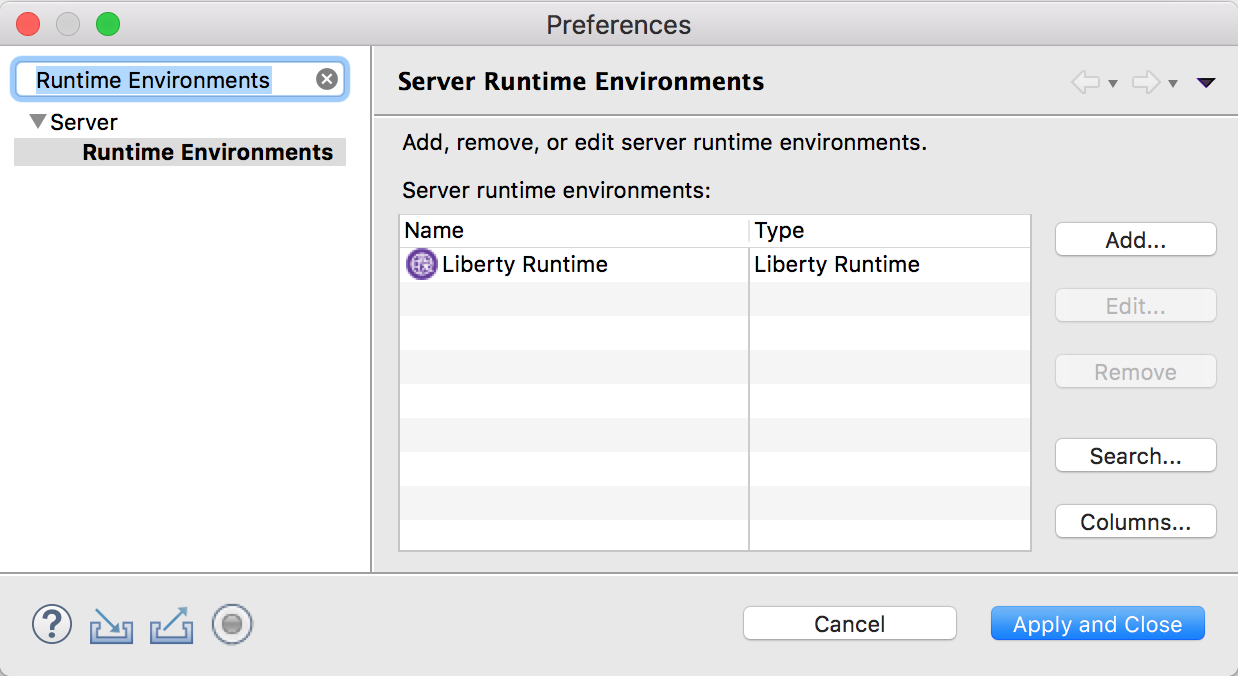 Preferences
Runtime Environments
Server
Runtime Environments
Server Runtime Environments
Add, remove, or edit server runtime environments.
Server runtime environments:
Name Type
Liberty Runtime Liberty Runtime
Add...
Edit...
Remove
Search...
Columns...
?
Cancel
Apply and Close